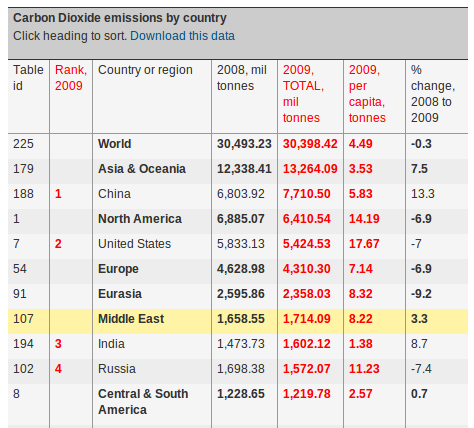 Carbon Dioxide emissions by country
Click heading to sort. Download this data
Table id Rank, 2009 Country or region 2008, mil tonnes 2009, TOTAL, mil tonnes 2009, per capita, tonnes % change, 2008 to 2009
225 World 30,493.23 30,398.42 4.49 -0.3
179 Asia & Oceania 12,338.41 13,264.09 3.53 7.5
188 1 China 6,803.92 7,710.50 5.83 13.3
1 North America 6,885.07 6,410.54 14.19 -6.9
7 2 United States 5,833.13 5,424.53 17.67 -7
54 Europe 4,628.98 4,310.30 7.14 -6.9
91 Eurasia 2,595.86 2,358.03 8.32 -9.2
107 Middle East 1,658.55 1,714.09 8.22 3.3
194 3 India 1,473.73 1,602.12 1.38 8.7
102 4 Russia 1,698.38 1,572.07 11.23 -7.4
8 Central & South America 1,228.65 1,219.78 2.57 0.7